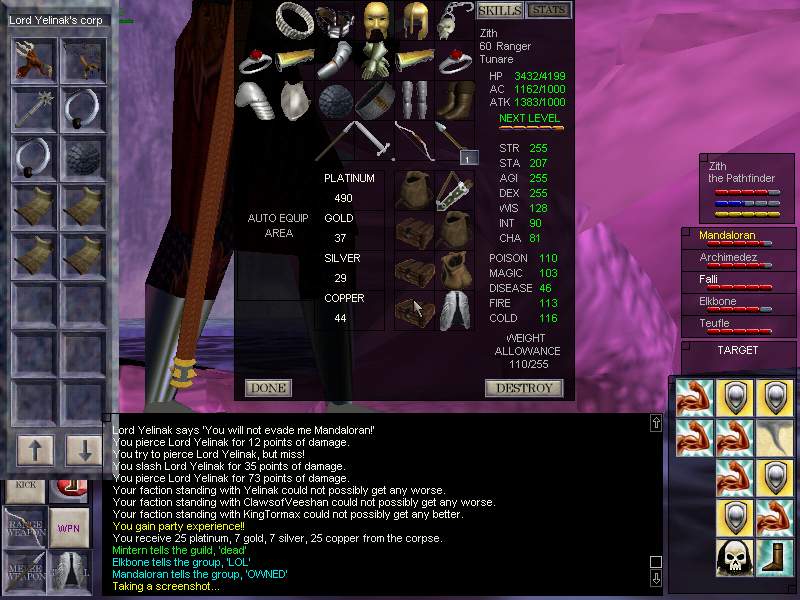 Lord Yelinak's corp
SKILLS STATS
Zith
60 Ranger
Tunare
HP 3432/4199
AC 1162/1000
ATK 1383/1000
NEXT LEVEL
STR 255
STA 207
AGI 255
DEX 255
WIS 128
INT 90
CHA 81
POISON 110
MAGIC 103
DISEASE 46
FIRE 113
COLD 116
WEIGHT
ALLOWANCE
110/255
1
PLATINUM
490
GOLD
37
SILVER
29
COPPER
44
AUTO EQUIP
AREA
DONE
DESTROY
Zith
the Pathfinder
Mandaloran
Archimedez
Falli
Elkbone
Teufle
TARGET
KICK
RANGE
WEAPON
WPN
MELEE
WEAPON
Lord Yelinak says 'You will not evade me Mandaloran!'
You pierce Lord Yelinak for 12 points of damage.
You try to pierce Lord Yelinak, but miss!
You slash Lord Yelinak for 35 points of damage.
You pierce Lord Yelinak for 73 points of damage.
Your faction standing with Yelinak could not possibly get any worse.
Your faction standing with ClawsofVeeshan could not possibly get any worse.
Your faction standing with KingTormax could not possibly get any better.
You gain party experience!!
You receive 25 platinum, 7 gold, 7 silver, 25 copper from the corpse.
Mintern tells the guild, 'dead'
Elkbone tells the group, 'LOL'
Mandaloran tells the group, 'OWNED'
Taking a screenshot...